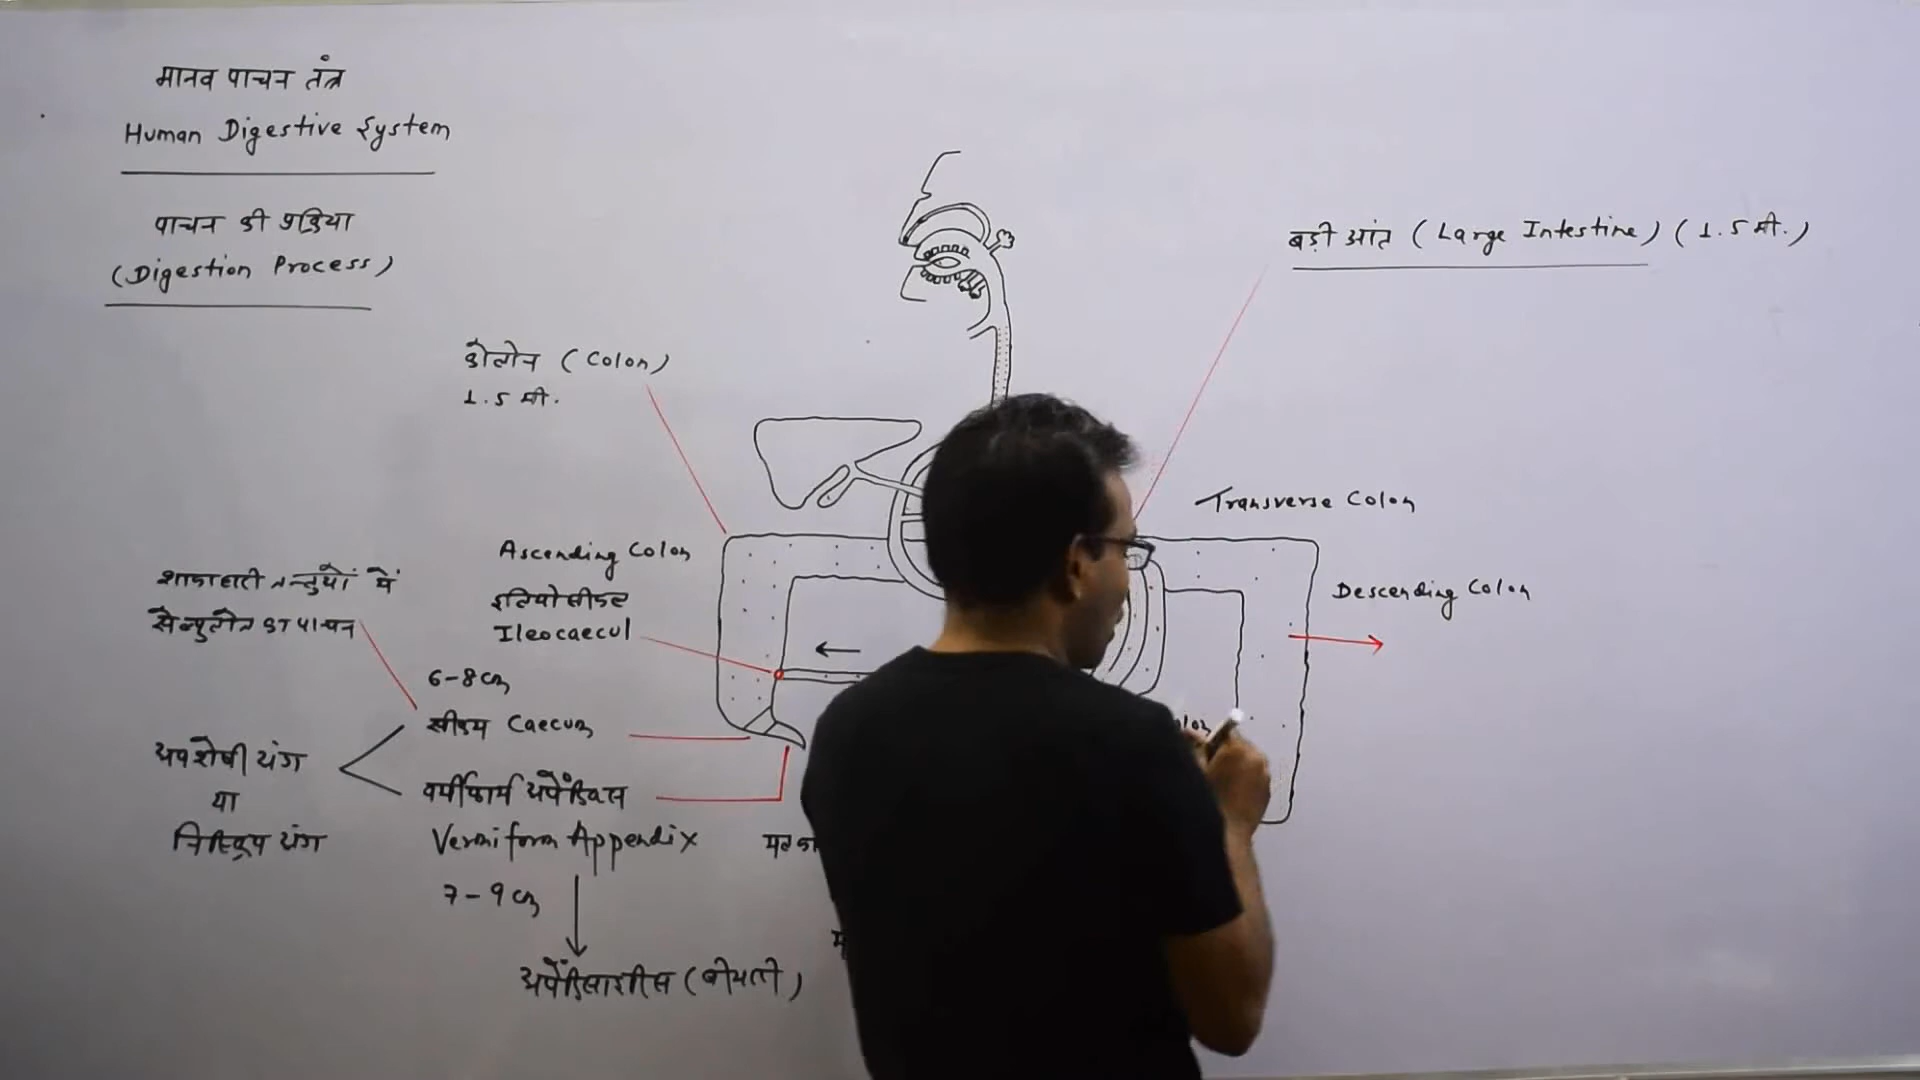 मानव पाचन तंत्र
Human Digestive System
पाचन की प्रक्रिया
(Digestion Process)
बड़ी आंत (Large Intestine) (1.5 मी.)
कोलोन (Colon)
1.5 मी.
Transverse Colon
Ascending Colon
Descending Colon
इलियोसीकल
Ileocaecul
शाकाहारी जन्तुयों में
सेल्युलोज का पाचन
6-8 cm
सीकम Caecum
अवशेषी अंग
या
निष्क्रिय अंग
वर्मीफार्म अपेंडिक्स
Vermiform Appendix
7-9 cm
अपेंडिसाइटीस (बीमारी)